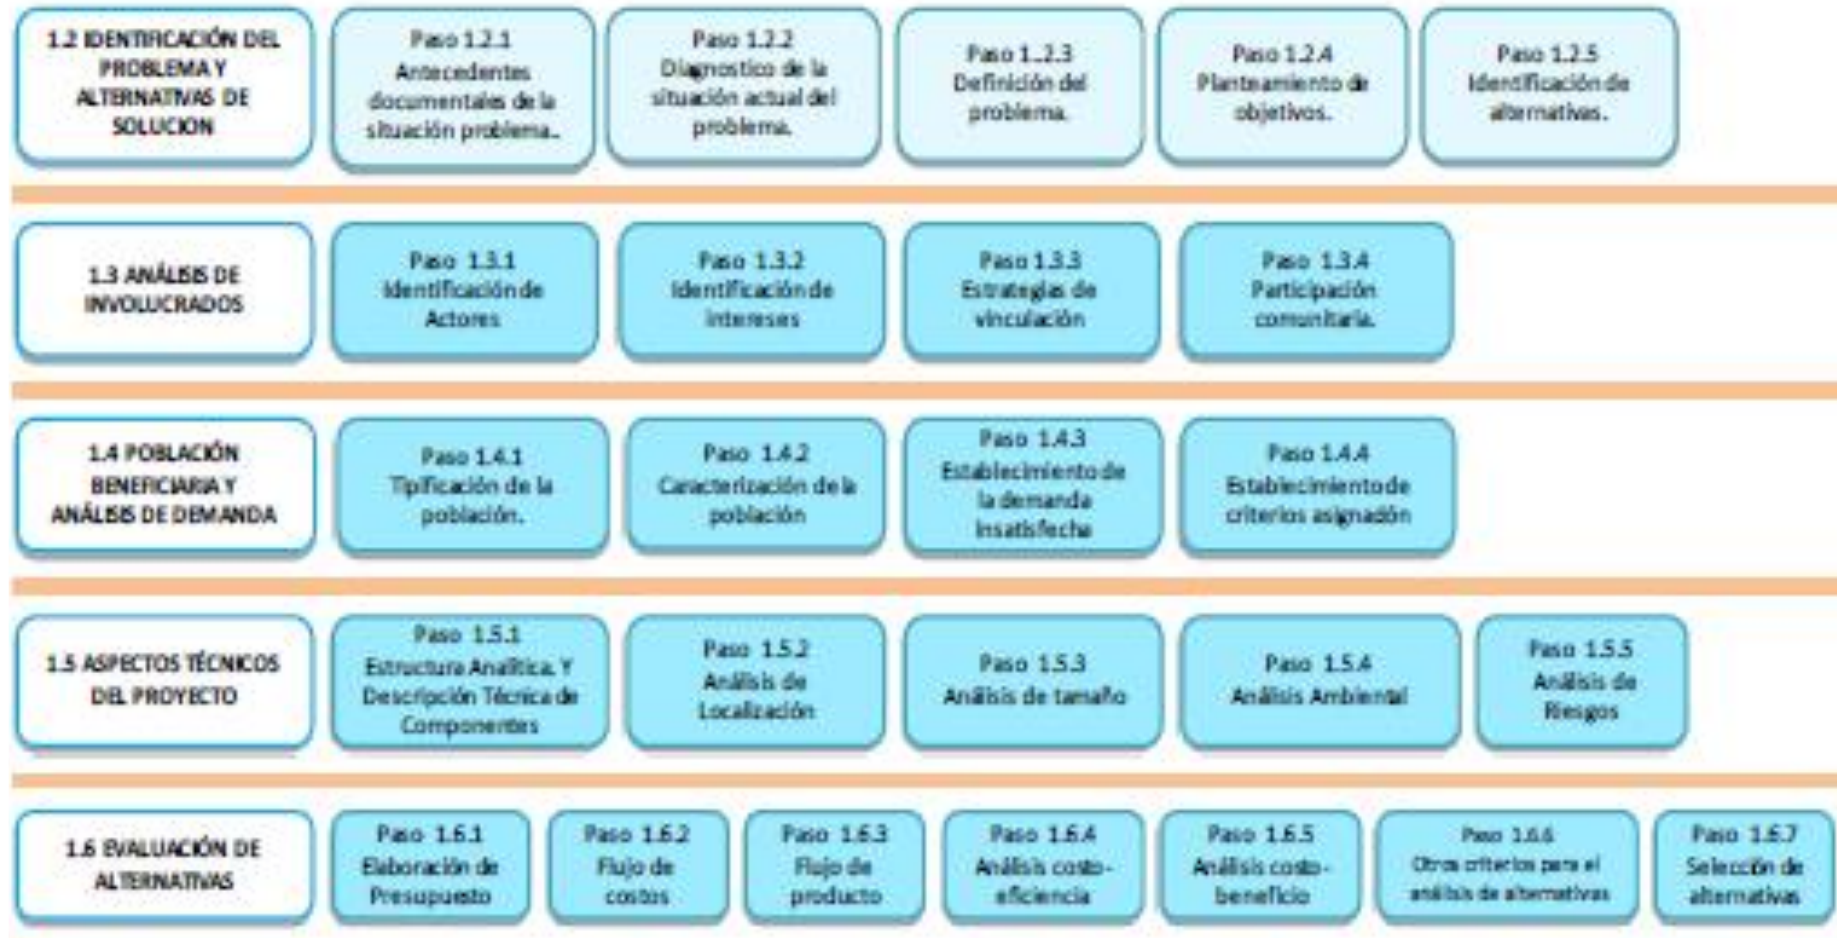 1.2 IDENTIFICACIÓN DEL
PROBLEMA Y
ALTERNATIVAS DE
SOLUCION
Paso 1.2.1
Antecedentes
documentales de la
situación problema..
Paso 1.2.2
Diagnostico de la
situación actual del
problema.
Paso 1..2.3
Definición del
problema.
Paso 1.2.4
Planteamiento de
objetivos.
Paso 1.2.5
Identificación de
alternativas.
1.3 ANÁLISIS DE
INVOLUCRADOS
Paso 1.3.1
Identificación de
Actores
Paso 1.3.2
Identificación de
intereses
Paso 1.3.3
Estrategias de
vinculación
Paso 1.3.4
Participación
comunitaria.
1.4 POBLACIÓN
BENEFICIARIA Y
ANÁLISIS DE DEMANDA
Paso 1.4.1
Tipificación de la
población.
Paso 1.4.2
Caracterización de la
población
Paso 1.4.3
Establecimiento de
la demanda
insatisfecha
Paso 1.4.4
Establecimiento de
criterios asignación
1.5 ASPECTOS TÉCNICOS
DEL PROYECTO
Paso 1.5.1
Estructura Analítica. Y
Descripción Técnica de
Componentes
Paso 1.5.2
Análisis de
Localización
Paso 1.5.3
Análisis de tamaño
Paso 1.5.4
Análisis Ambiental
Paso 1.5.5
Análisis de
Riesgos
1.6 EVALUACIÓN DE
ALTERNATIVAS
Paso 1.6.1
Elaboración de
Presupuesto
Paso 1.6.2
Flujo de
costos
Paso 1.6.3
Flujo de
producto
Paso 1.6.4
Análisis costo-
eficiencia
Paso 1.6.5
Análisis costo-
beneficio
Paso 1.6.6
Otros criterios para el
análisis de alternativas
Paso 1.6.7
Selección de
alternativas